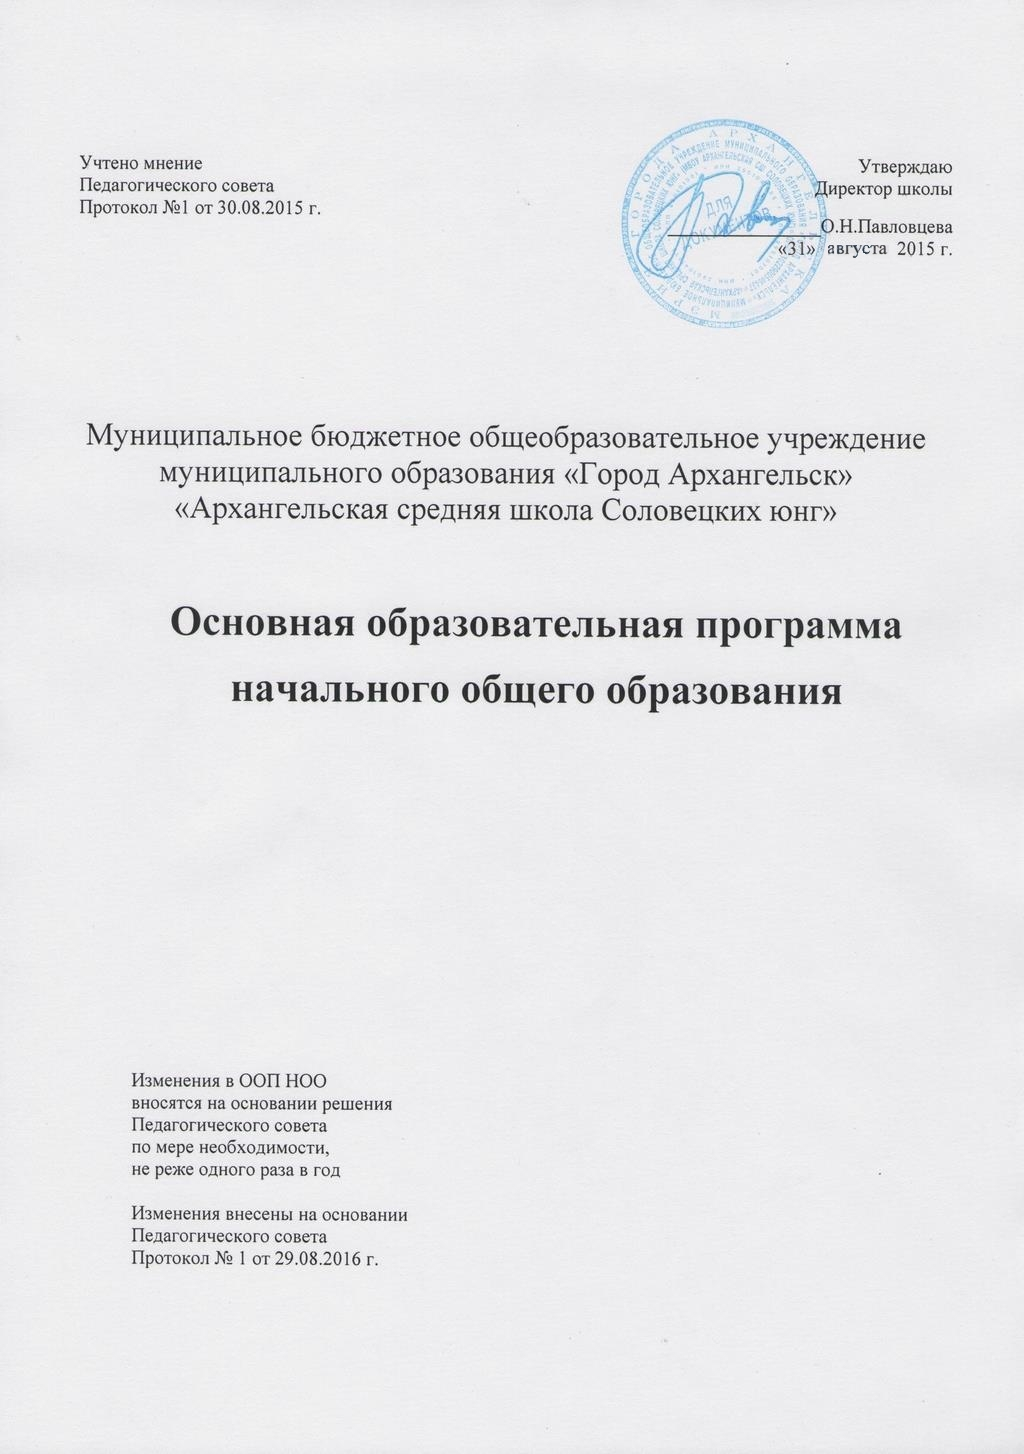 Учтено мнение
Педагогического совета
Протокол №1 от 30.08.2015 г.
Утверждаю
Директор школы
О.Н.Павловцева
«31» августа 2015 г.
ДЛЯ
ДОКУМЕНТОВ
Муниципальное бюджетное общеобразовательное учреждение
муниципального образования «Город Архангельск»
«Архангельская средняя школа Соловецких юнг»
Основная образовательная программа
начального общего образования
Изменения в ООП НОО
вносятся на основании решения
Педагогического совета
по мере необходимости,
не реже одного раза в год
Изменения внесены на основании
Педагогического совета
Протокол № 1 от 29.08.2016 г.